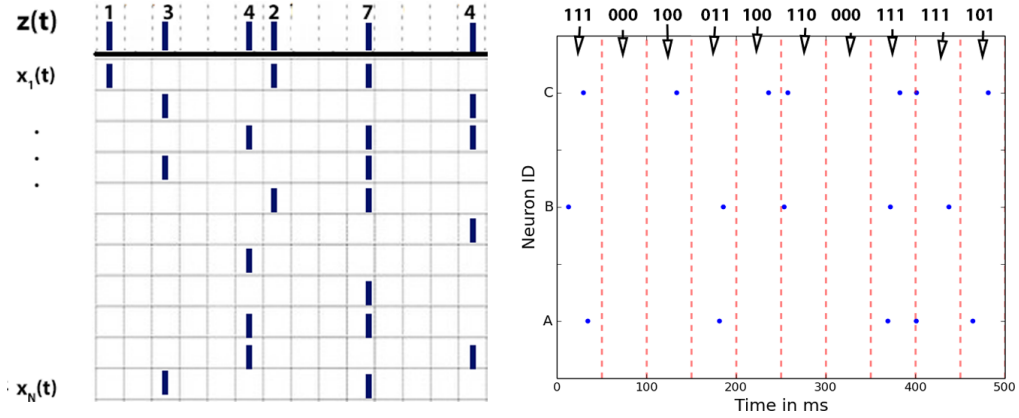 z(t) 1 3 4 2 7 4
x1(t)
xN(t)
111 000 100 011 100 110 000 111 111 101
C
B
A
Neuron ID
0 100 200 300 400 500
Time in ms